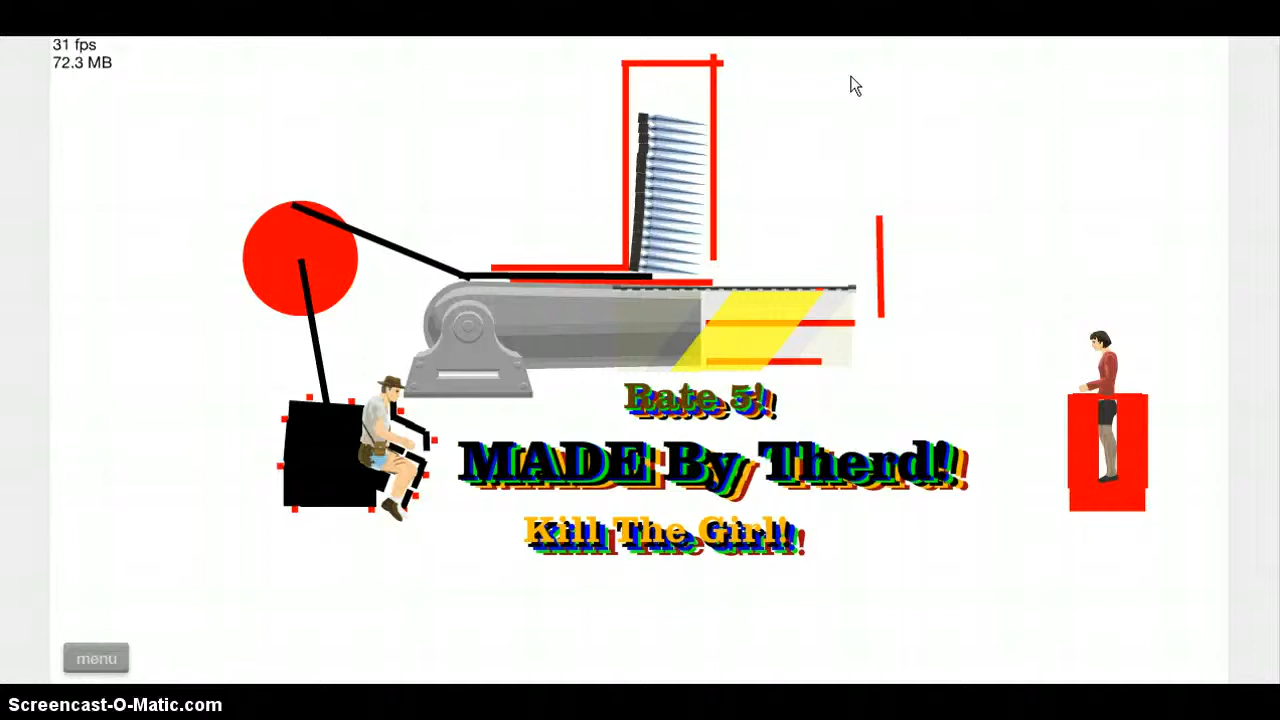 31 fps
72.3 MB
Rate 5!
MADE By Therd!
Kill The Girl!
menu
Screencast-O-Matic.com